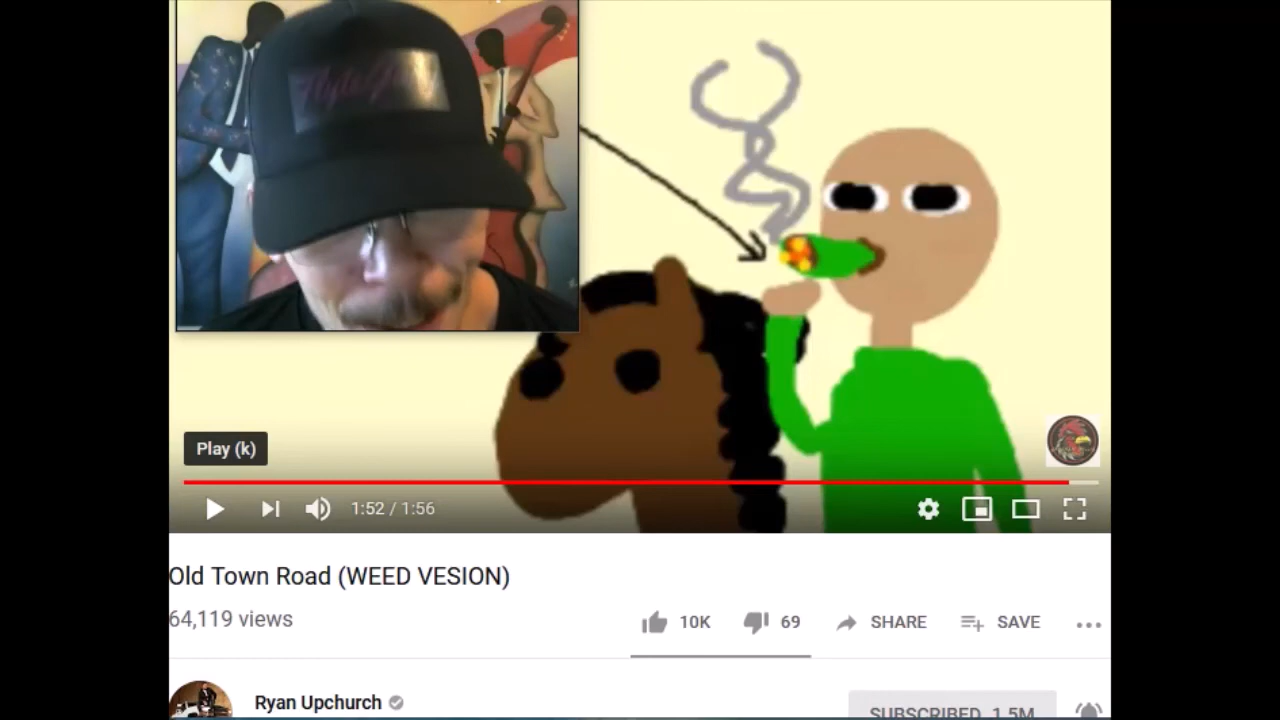 Play (k)
1:52 / 1:56
Old Town Road (WEED VESION)
64,119 views
10K 69 SHARE SAVE
Ryan Upchurch
SUBSCRIBED 1.5M